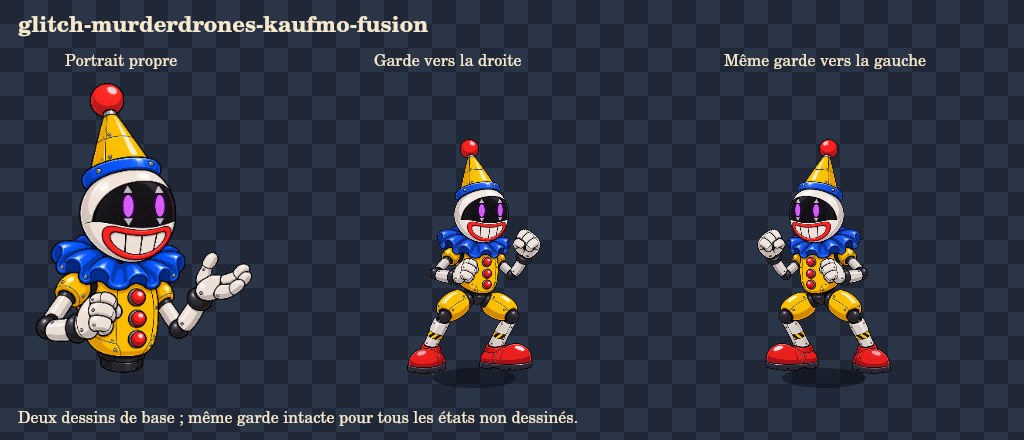 glitch-murderdrones-kaufmo-fusion
Portrait propre
Garde vers la droite
Même garde vers la gauche
Deux dessins de base ; même garde intacte pour tous les états non dessinés.